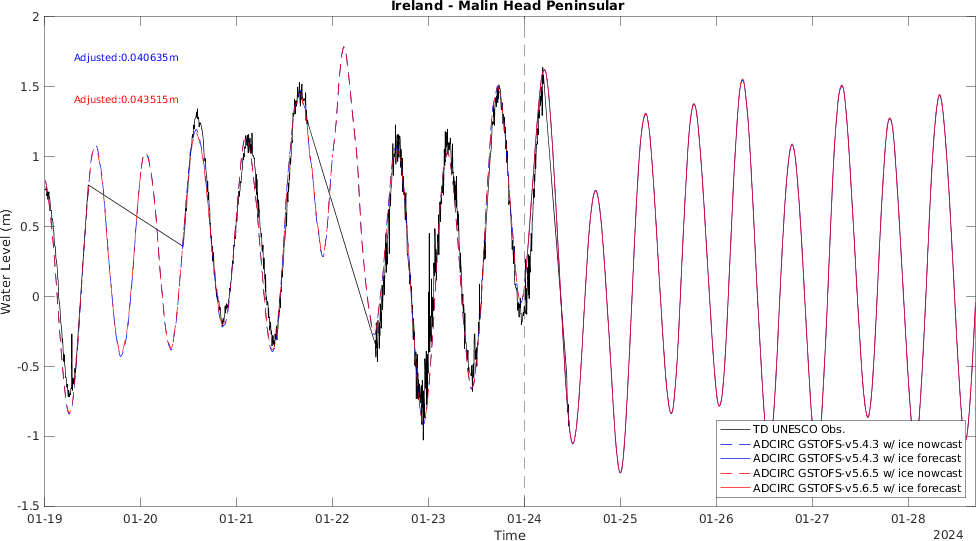 Ireland - Malin Head Peninsular
2
1.5
1
0.5
0
-0.5
-1
-1.5
Water Level (m)
Adjusted:0.040635m
Adjusted:0.043515m
TD UNESCO Obs.
ADCIRC GSTOFS-v5.4.3 w/ ice nowcast
ADCIRC GSTOFS-v5.4.3 w/ ice forecast
ADCIRC GSTOFS-v5.6.5 w/ ice nowcast
ADCIRC GSTOFS-v5.6.5 w/ ice forecast
01-19 01-20 01-21 01-22 01-23 01-24 01-25 01-26 01-27 01-28
Time
2024